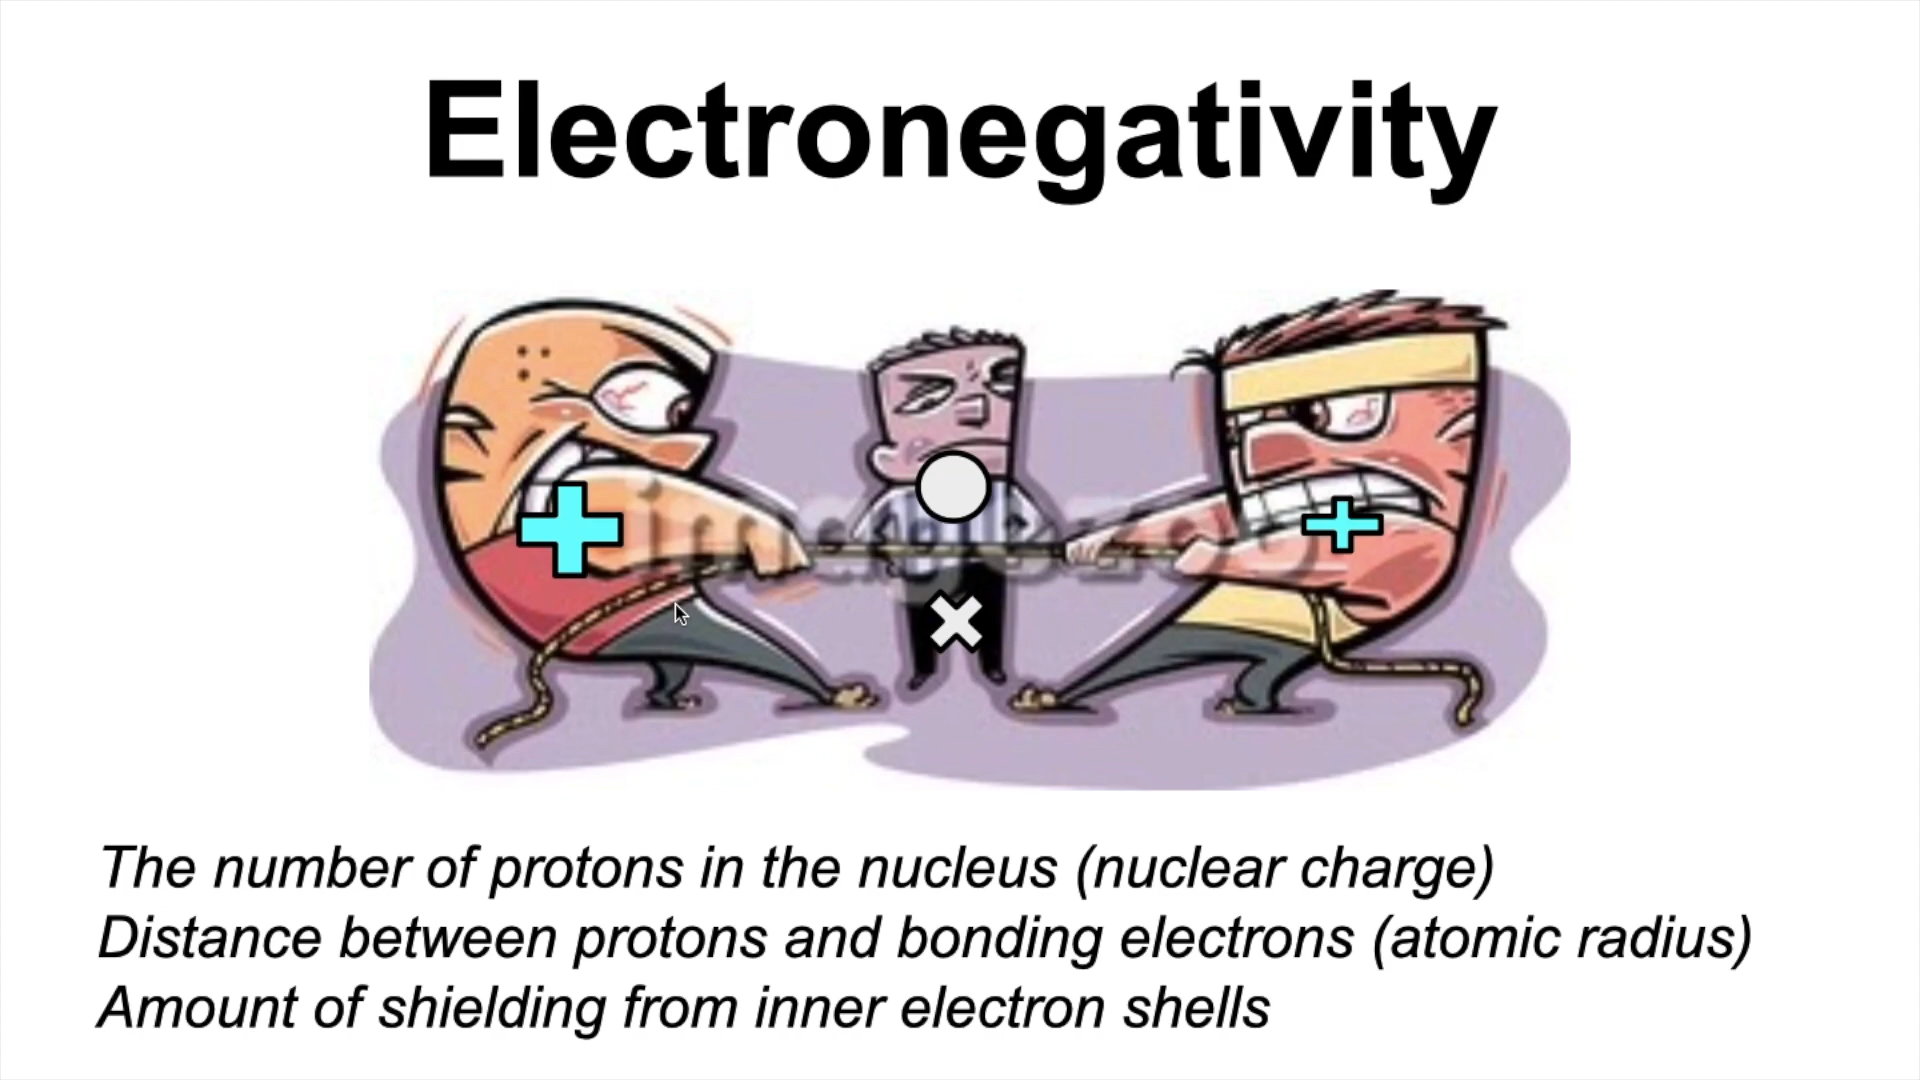 Electronegativity
imagezoo
The number of protons in the nucleus (nuclear charge)
Distance between protons and bonding electrons (atomic radius)
Amount of shielding from inner electron shells